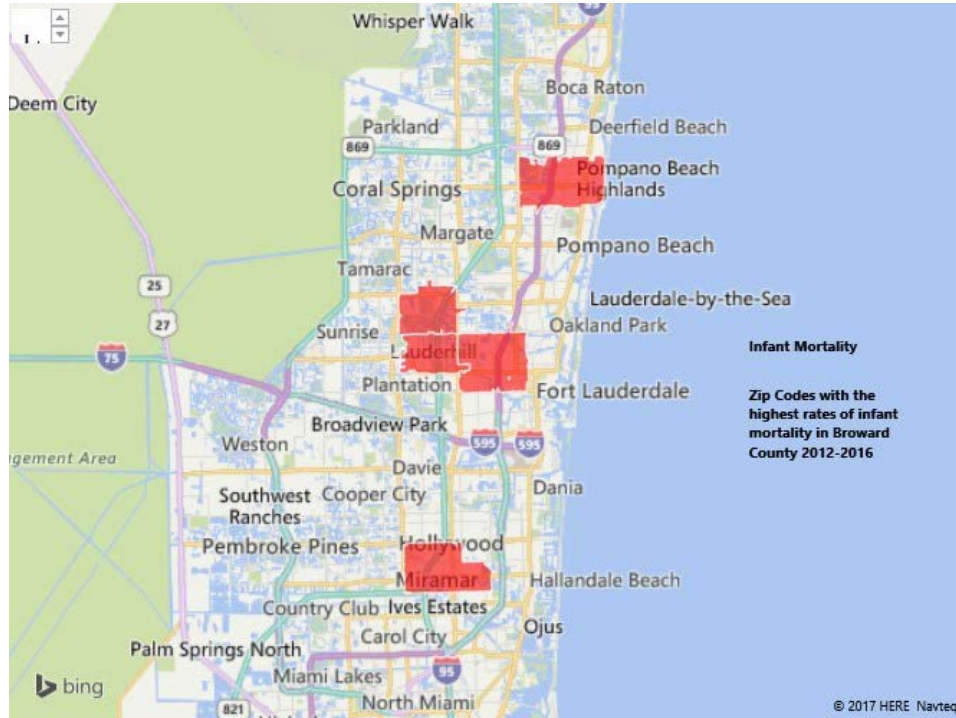 Whisper Walk
95
Deem City
Boca Raton
Parkland
Deerfield Beach
869
869
Pompano Beach
Highlands
Coral Springs
Margate
Pompano Beach
Tamarac
25
Lauderdale-by-the-Sea
27
Sunrise
Oakland Park
Infant Mortality
75
Lauderhill
Plantation
Fort Lauderdale
Zip Codes with the
highest rates of infant
mortality in Broward
County 2012-2016
Broadview Park
Weston
595
595
gement Area
Davie
Southwest
Ranches
Cooper City
Dania
Pembroke Pines
Hollywood
Miramar
Hallandale Beach
Country Club
Ives Estates
Carol City
Ojus
Palm Springs North
Miami Lakes
95
bing
821
North Miami
© 2017 HERE Navteq